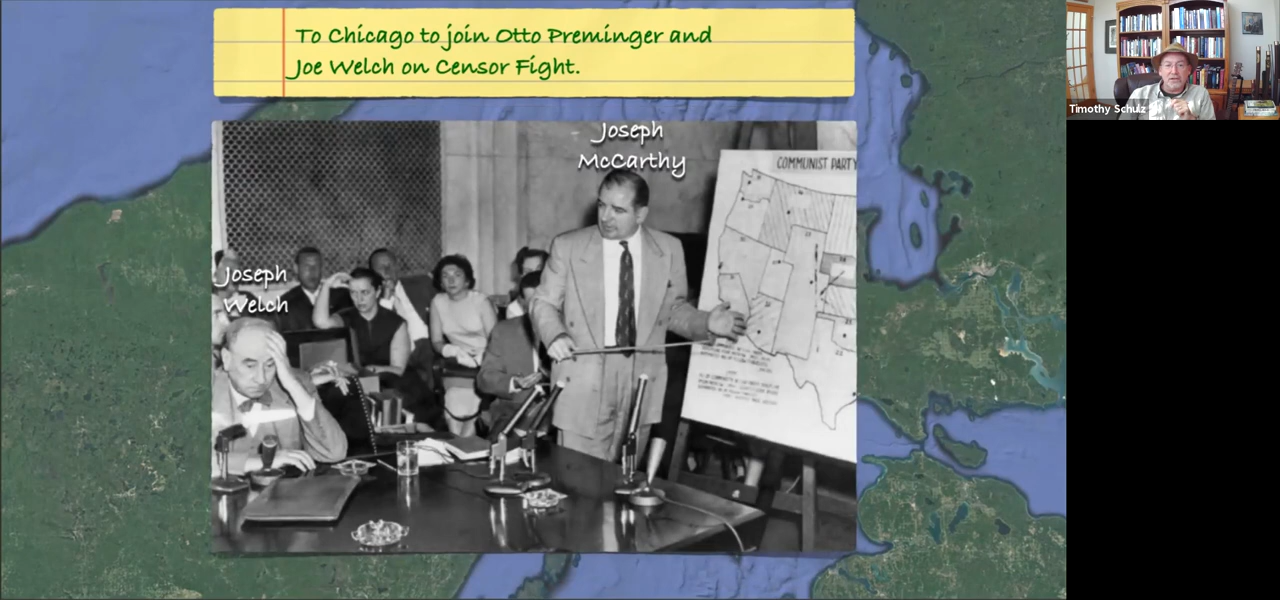 To Chicago to join Otto Preminger and
Joe Welch on Censor Fight.
Timothy Schulz
Joseph
McCarthy
COMMUNIST PARTY
Joseph
Welch